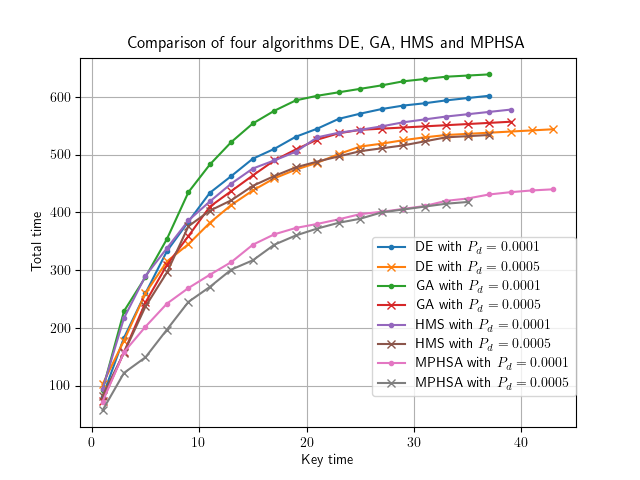 Comparison of four algorithms DE, GA, HMS and MPHSA
Total time
600
500
400
300
200
100
0
10
20
30
40
Key time
DE with $P_d = 0.0001$
DE with $P_d = 0.0005$
GA with $P_d = 0.0001$
GA with $P_d = 0.0005$
HMS with $P_d = 0.0001$
HMS with $P_d = 0.0005$
MPHSA with $P_d = 0.0001$
MPHSA with $P_d = 0.0005$